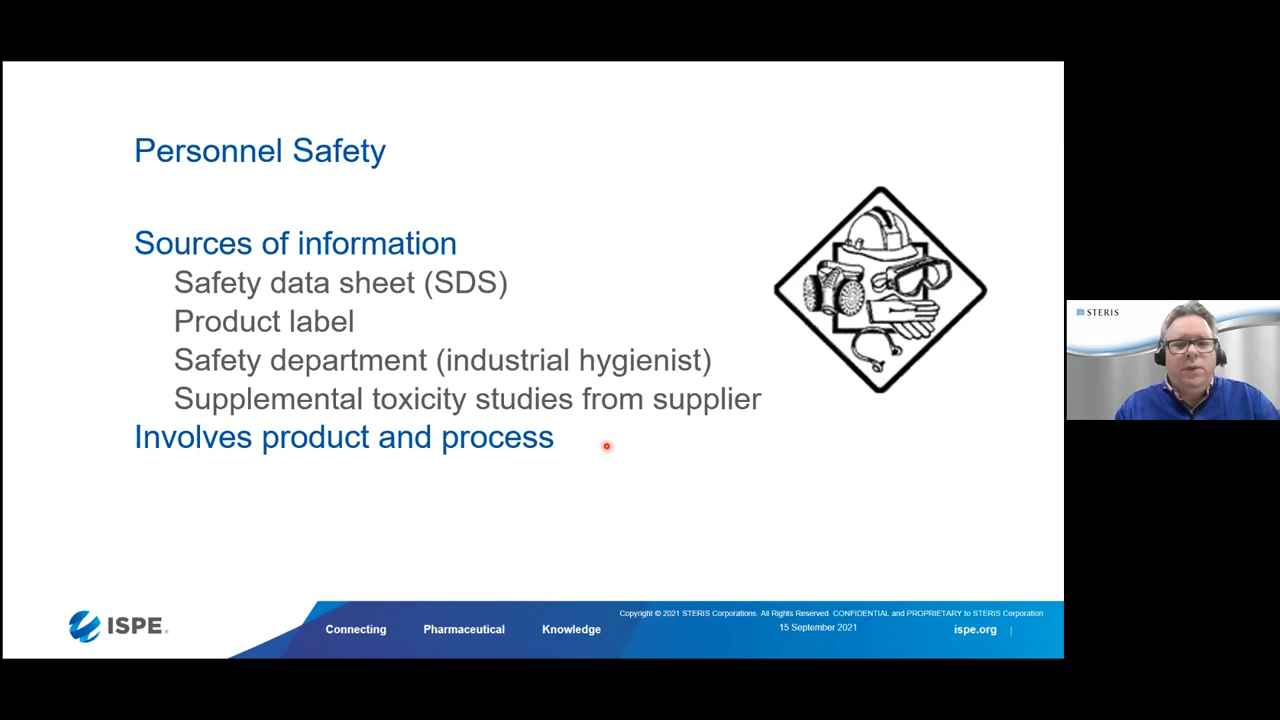 Personnel Safety
Sources of information
Safety data sheet (SDS)
Product label
Safety department (industrial hygienist)
Supplemental toxicity studies from supplier
Involves product and process
STERIS
ISPE®
Connecting Pharmaceutical Knowledge
Copyright © 2021 STERIS Corporations. All Rights Reserved. CONFIDENTIAL and PROPRIETARY to STERIS Corporation
15 September 2021
ispe.org |